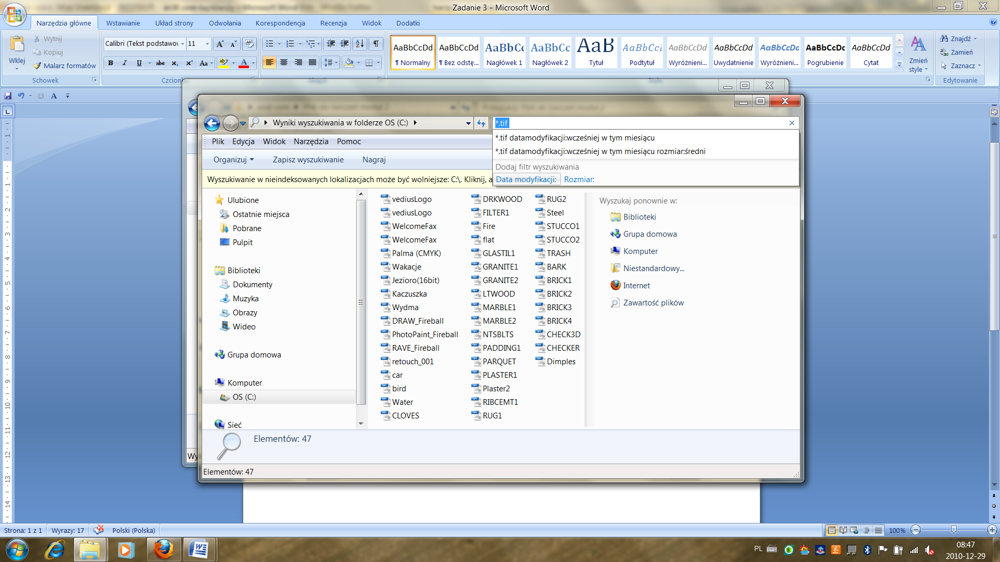 Zadanie 3 - Microsoft Word
Narzędzia główne Wstawianie Układ strony Odwołania Korespondencja Recenzja Widok Dodatki
Wklej
Wytnij
Kopiuj
Malarz formatów
Schowek
Calibri (Tekst podstawov 11
Czcion
AaBbCcDd AaBbCcDd AaBbCc AaBbCc AaB AaBbCcI AaBbCcDd AaBbCcDd AaBbCcDd AaBbCcDd AaBbCcDd
¶ Normalny ¶ Bez odstę... Nagłówek 1 Nagłówek 2 Tytuł Podtytuł Wyróżnieni... Uwydatnienie Wyróżnieni... Pogrubienie Cytat
Zmień style
Znajdź
Zamień
Zaznacz
Edytowanie
Wyniki wyszukiwania w folderze OS (C:)
*.tif
*.tif datamodyfikacji:wcześniej w tym miesiącu
*.tif datamodyfikacji:wcześniej w tym miesiącu rozmiar:średni
Dodaj filtr wyszukiwania
Data modyfikacji: Rozmiar:
Plik Edycja Widok Narzędzia Pomoc
Organizuj Zapisz wyszukiwanie Nagraj
Wyszukiwanie w nieindeksowanych lokalizacjach może być wolniejsze: C:\. Kliknij, a
Ulubione
Ostatnie miejsca
Pobrane
Pulpit
Biblioteki
Dokumenty
Muzyka
Obrazy
Wideo
Grupa domowa
Komputer
OS (C:)
Sieć
vediusLogo
vediusLogo
WelcomeFax
WelcomeFax
Palma (CMYK)
Wakacje
Jezioro(16bit)
Kaczuszka
Wydma
DRAW_Fireball
PhotoPaint_Fireball
RAVE_Fireball
retouch_001
car
bird
Water
CLOVES
DRKWOOD
FILTER1
Fire
flat
GLASTIL1
GRANITE1
GRANITE2
LTWOOD
MARBLE1
MARBLE2
NTSBLTS
PADDING1
PARQUET
PLASTER1
Plaster2
RIBCEMT1
RUG1
RUG2
Steel
STUCCO1
STUCCO2
TRASH
BARK
BRICK1
BRICK2
BRICK3
BRICK4
CHECK3D
CHECKER
Dimples
Wyszukaj ponownie w:
Biblioteki
Grupa domowa
Komputer
Niestandardowy...
Internet
Zawartość plików
Elementów: 47
Wy
Elementów: 47
Strona: 1 z 1 Wyrazy: 17 Polski (Polska) 100%
PL
08:47
2010-12-29